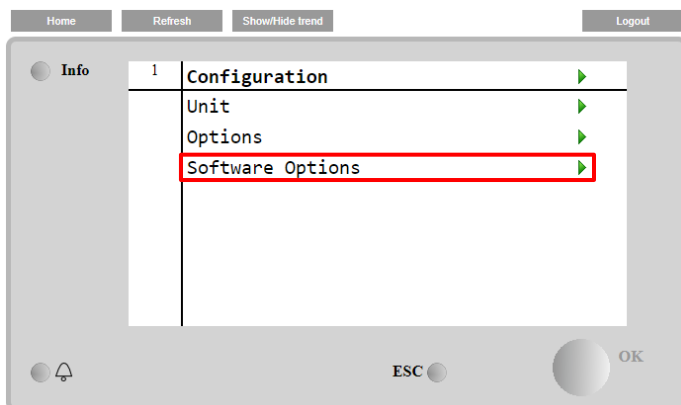 Home Refresh Show/Hide trend Logout
Info
1 Configuration
Unit
Options
Software Options
ESC
OK